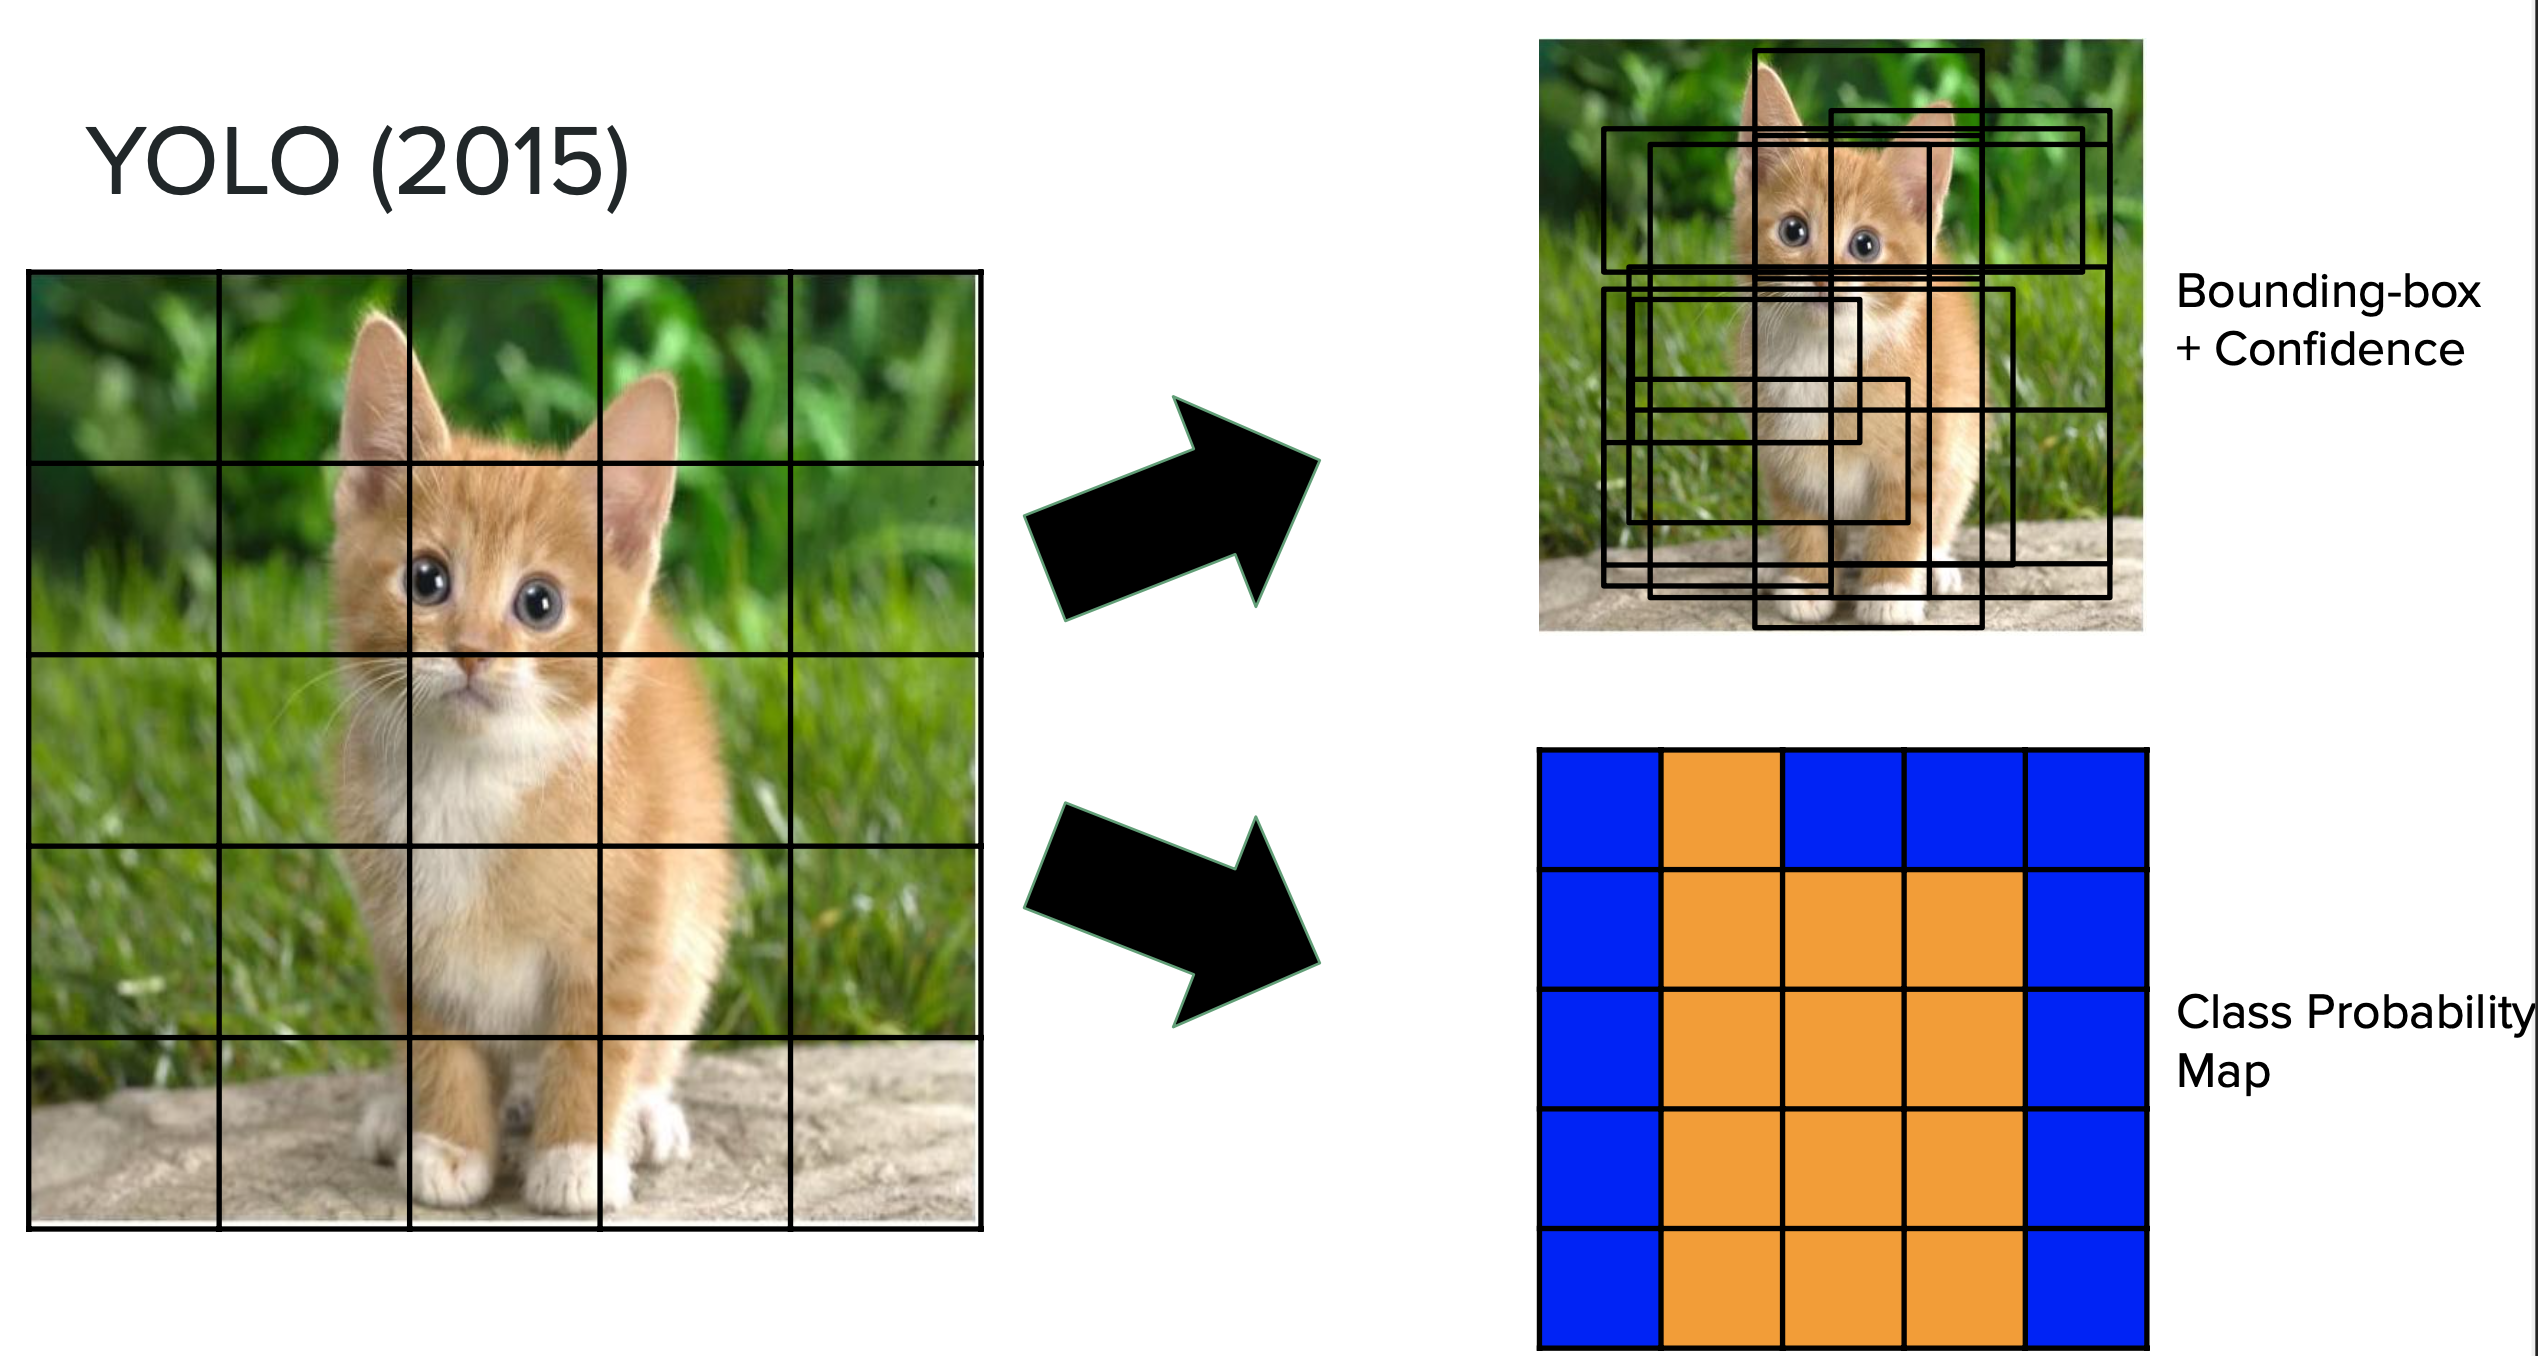 YOLO (2015)
Bounding-box
+ Confidence
Class Probability
Map